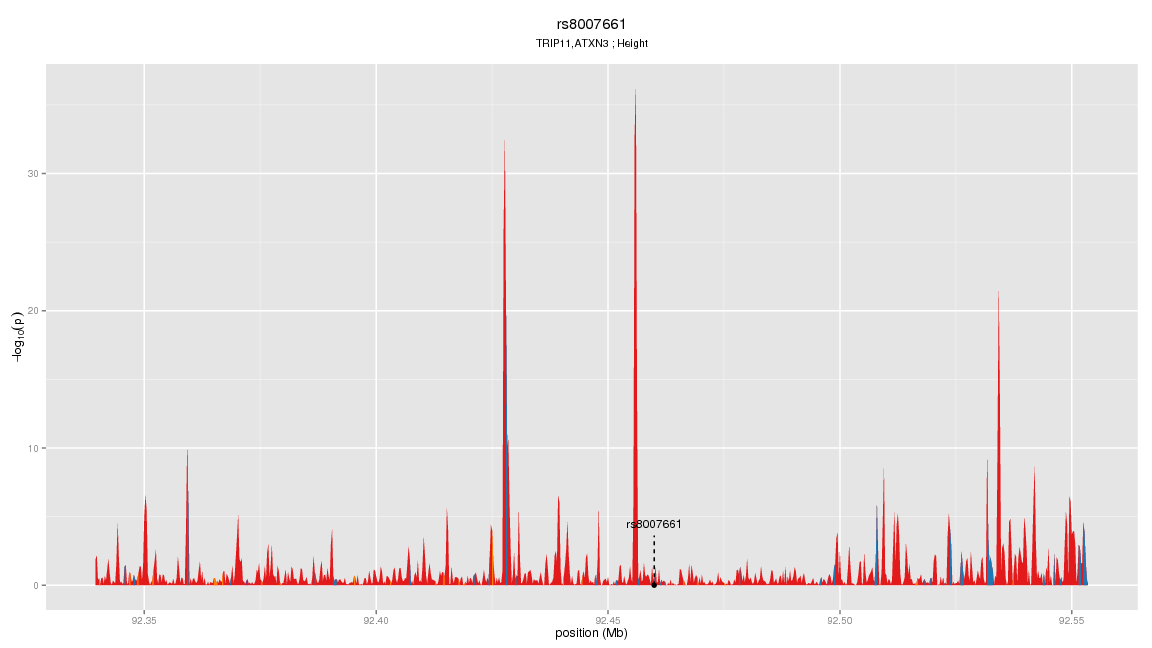 rs8007661
TRIP11,ATXN3 ; Height
−log10(p)
30
20
10
0
rs8007661
92.35
92.40
92.45
92.50
92.55
position (Mb)